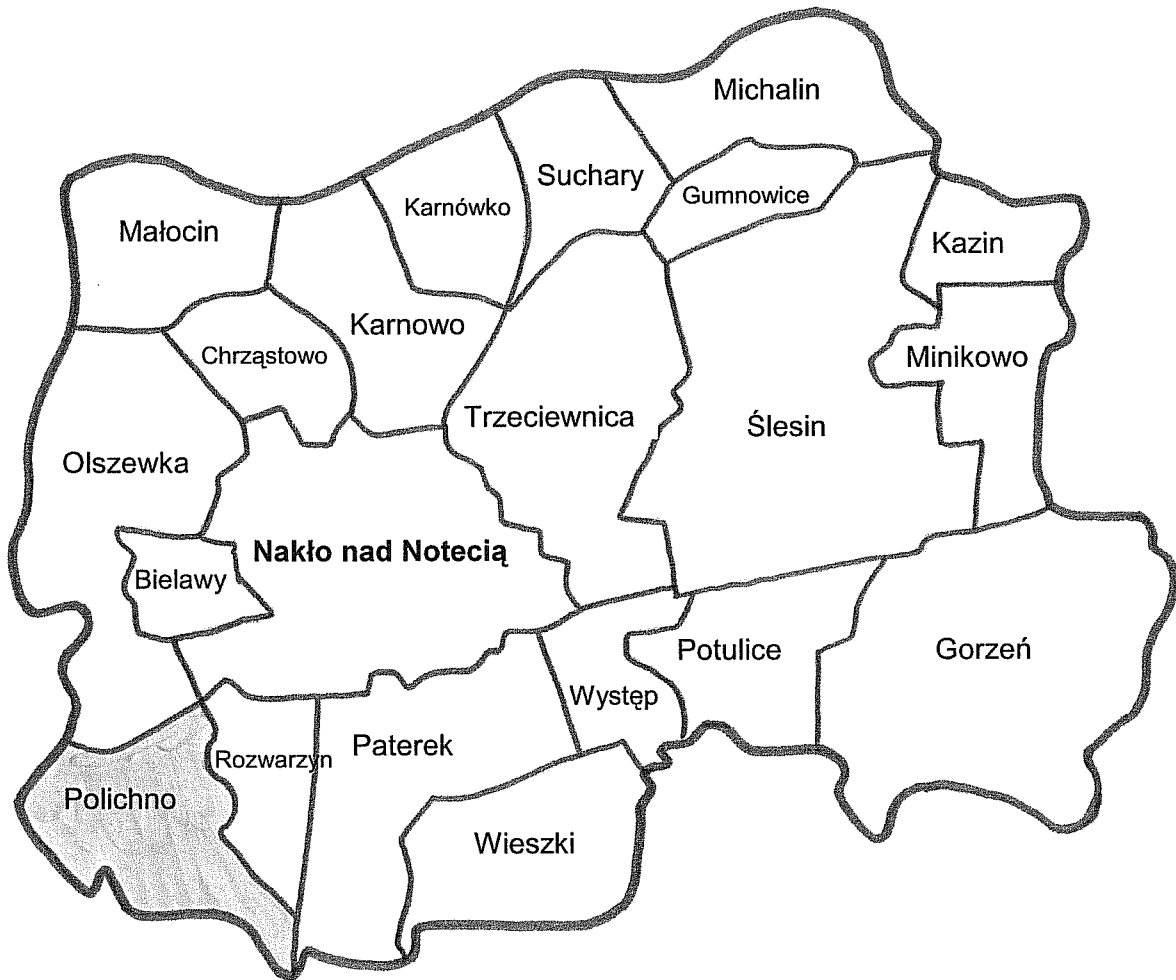 Michalin
Suchary
Gumnowice
Karnówko
Małocin
Kazin
Karnowo
Chrząstowo
Minikowo
Trzeciewnica
Ślesin
Olszewka
Nakło nad Notecią
Bielawy
Potulice
Gorzeń
Występ
Paterek
Rozwarzyn
Polichno
Wieszki